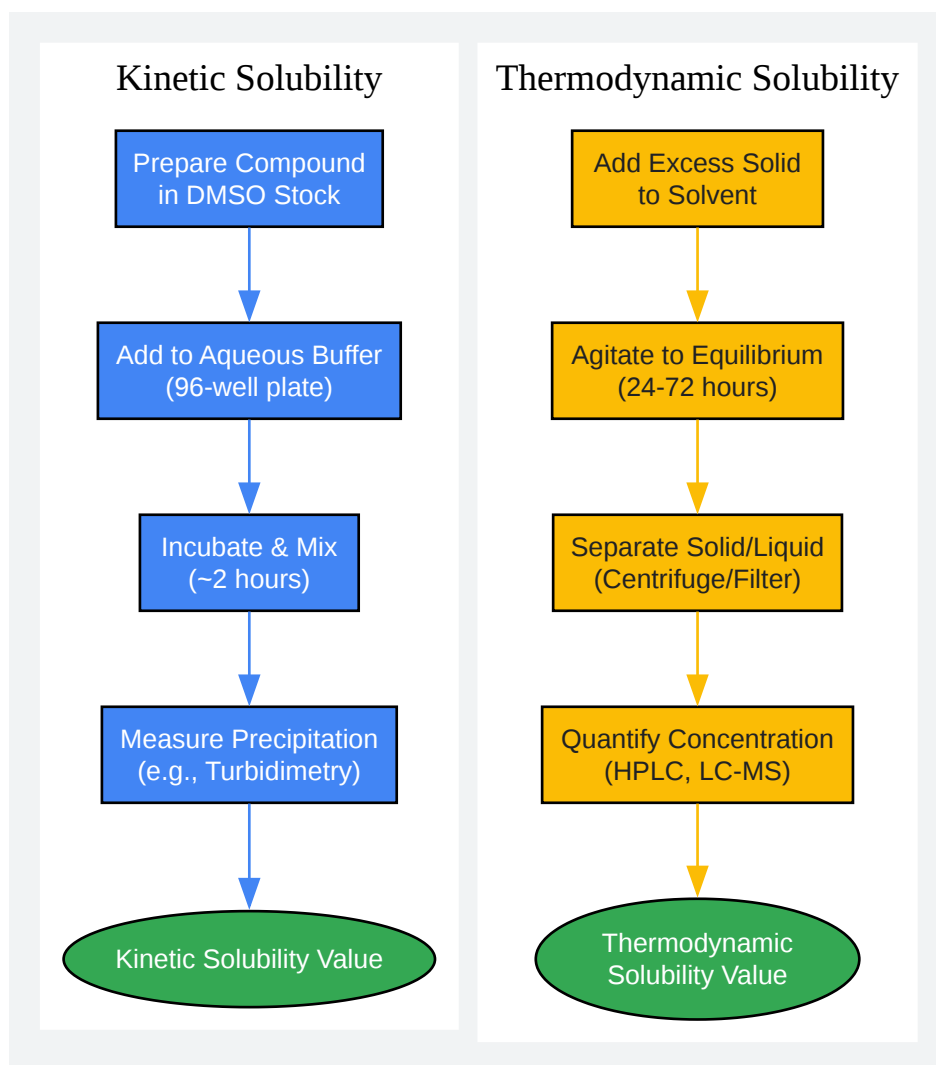 Kinetic Solubility
Prepare Compound
in DMSO Stock
Add to Aqueous Buffer
(96-well plate)
Incubate & Mix
(~2 hours)
Measure Precipitation
(e.g., Turbidimetry)
Kinetic Solubility Value
Thermodynamic Solubility
Add Excess Solid
to Solvent
Agitate to Equilibrium
(24-72 hours)
Separate Solid/Liquid
(Centrifuge/Filter)
Quantify Concentration
(HPLC, LC-MS)
Thermodynamic
Solubility Value